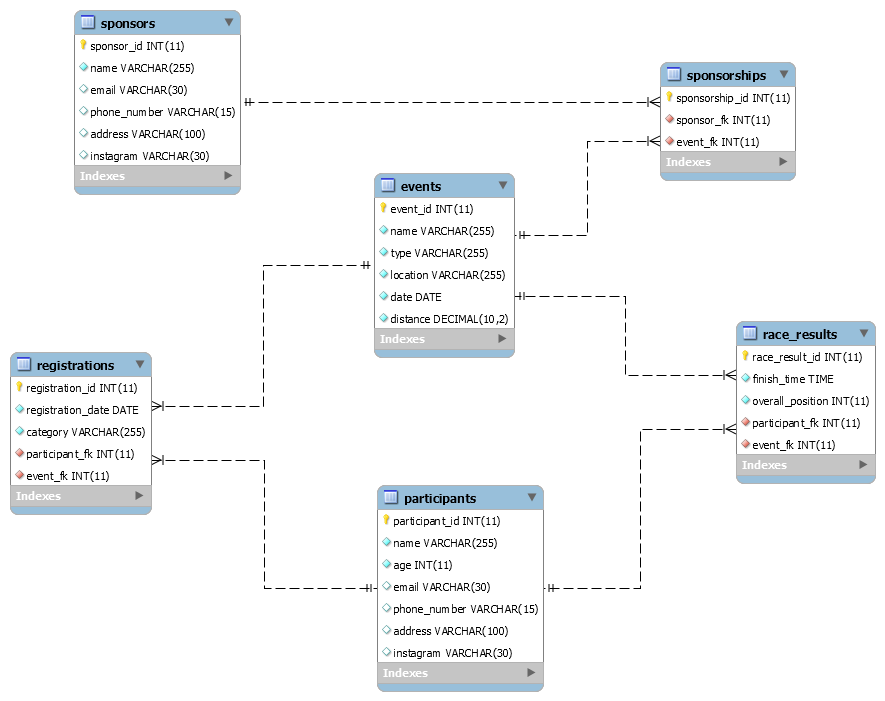 sponsors
sponsor_id INT(11)
name VARCHAR(255)
email VARCHAR(30)
phone_number VARCHAR(15)
address VARCHAR(100)
instagram VARCHAR(30)
Indexes
sponsorships
sponsorship_id INT(11)
sponsor_fk INT(11)
event_fk INT(11)
Indexes
events
event_id INT(11)
name VARCHAR(255)
type VARCHAR(255)
location VARCHAR(255)
date DATE
distance DECIMAL(10,2)
Indexes
registrations
registration_id INT(11)
registration_date DATE
category VARCHAR(255)
participant_fk INT(11)
event_fk INT(11)
Indexes
race_results
race_result_id INT(11)
finish_time TIME
overall_position INT(11)
participant_fk INT(11)
event_fk INT(11)
Indexes
participants
participant_id INT(11)
name VARCHAR(255)
age INT(11)
email VARCHAR(30)
phone_number VARCHAR(15)
address VARCHAR(100)
instagram VARCHAR(30)
Indexes